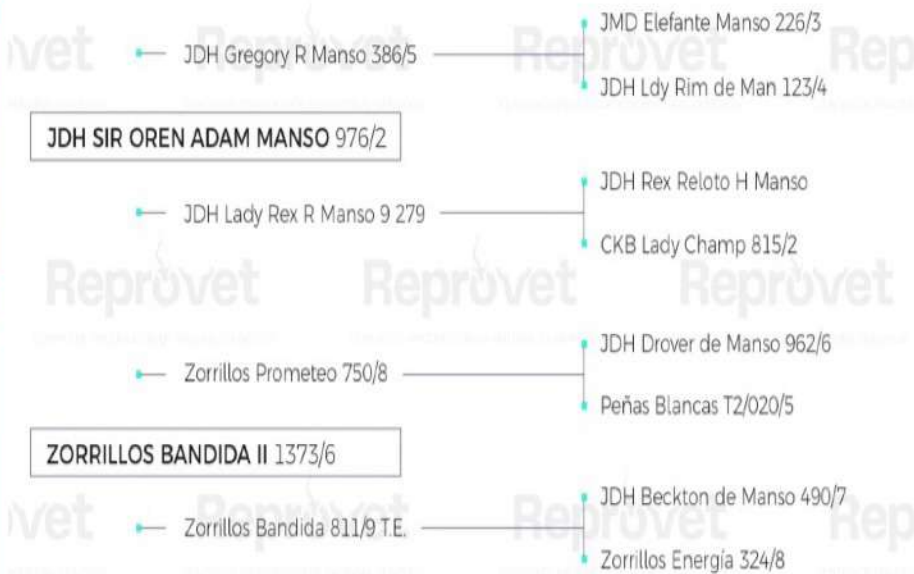 JMD Elefante Manso 226/3
JDH Gregory R Manso 386/5
JDH Ldy Rim de Man 123/4
JDH SIR OREN ADAM MANSO 976/2
JDH Rex Reloto H Manso
JDH Lady Rex R Manso 9 279
CKB Lady Champ 815/2
Reprovet Reprovet Reprovet
JDH Drover de Manso 962/6
Zorrillos Prometeo 750/8
Peñas Blancas T2/020/5
ZORRILLOS BANDIDA II 1373/6
JDH Beckton de Manso 490/7
Zorrillos Bandida 811/9 T.E.
Zorrillos Energía 324/8